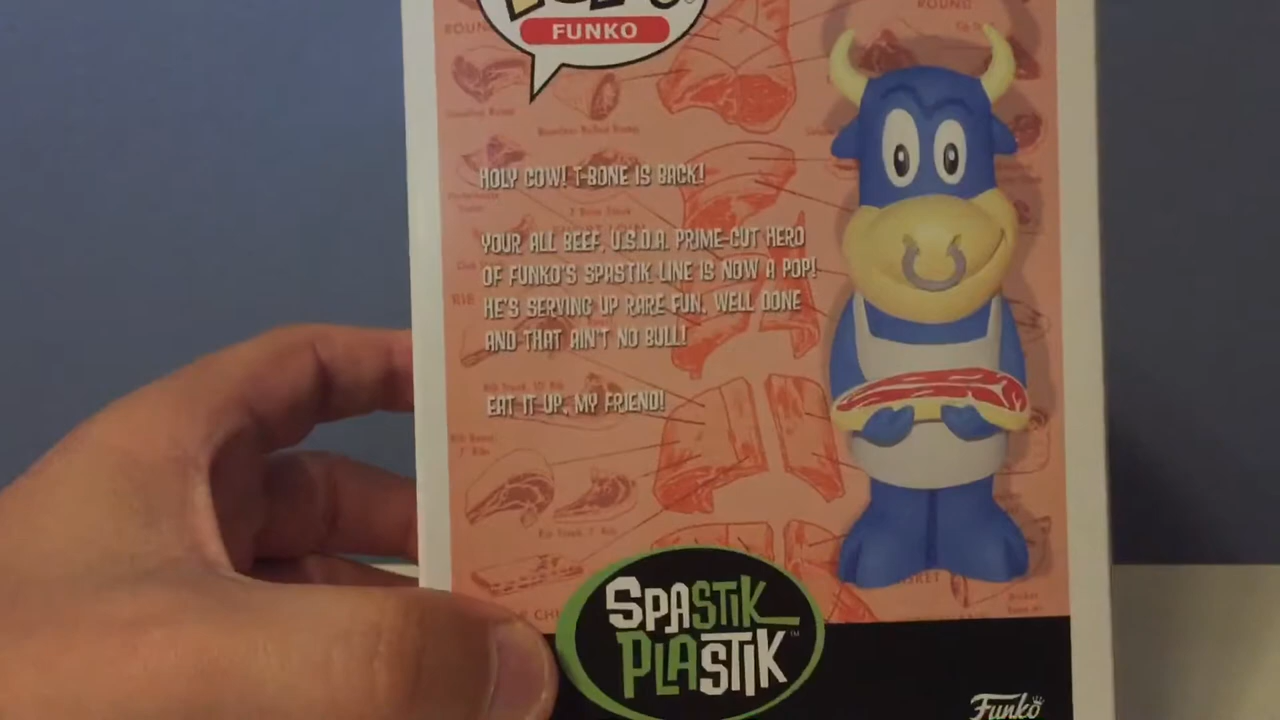 FUNKO
ROUND
HOLY COW! T-BONE IS BACK!
YOUR ALL BEEF, U.S.D.A. PRIME-CUT HERO
OF FUNKO'S SPASTIK LINE IS NOW A POP!
HE'S SERVING UP RARE FUN. WELL DONE
AND THAT AIN'T NO BULL!
EAT IT UP, MY FRIEND!
SPASTIK
PLASTIK™
Funko